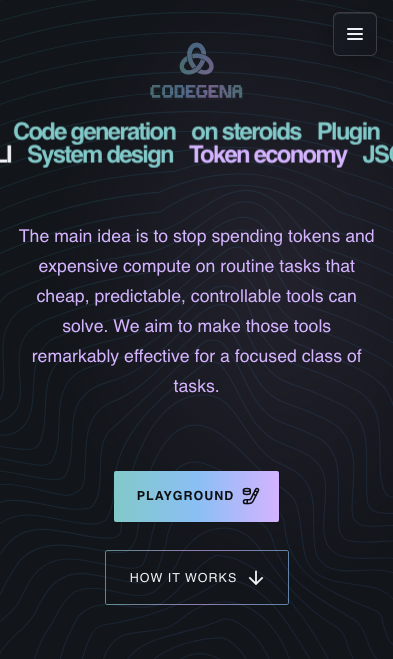 CODEGENA
Code generation on steroids Plugin
LI System design Token economy JSO
The main idea is to stop spending tokens and
expensive compute on routine tasks that
cheap, predictable, controllable tools can
solve. We aim to make those tools
remarkably effective for a focused class of
tasks.
PLAYGROUND
HOW IT WORKS